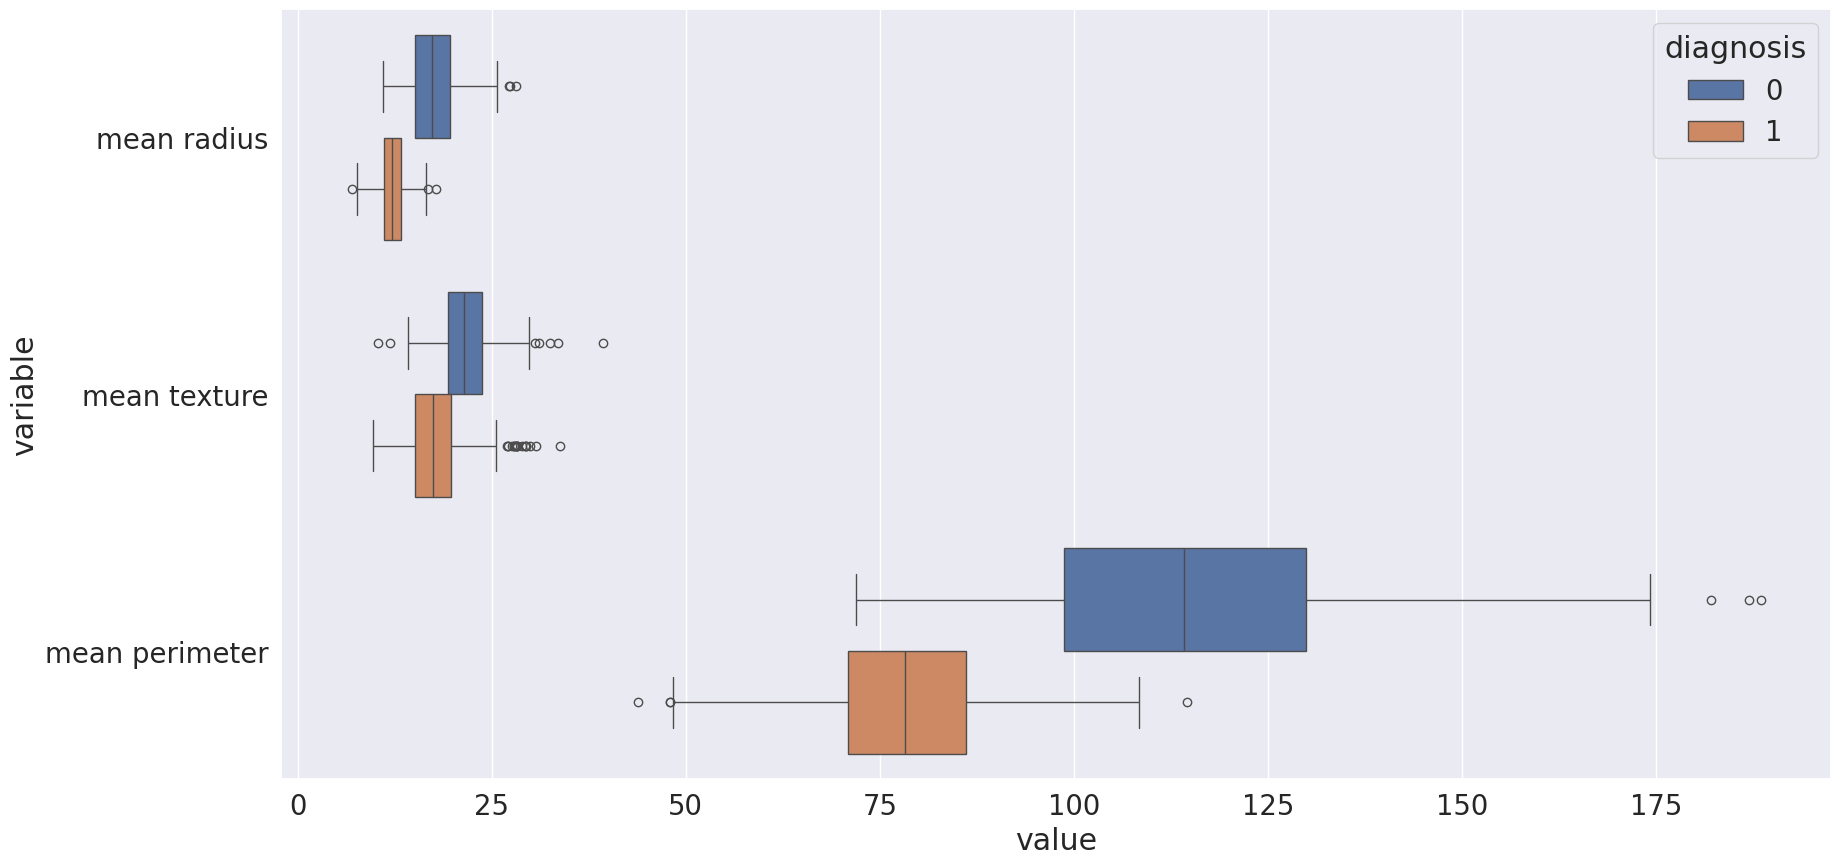 diagnosis
0
1
mean radius
mean texture
mean perimeter
variable
0 25 50 75 100 125 150 175
value